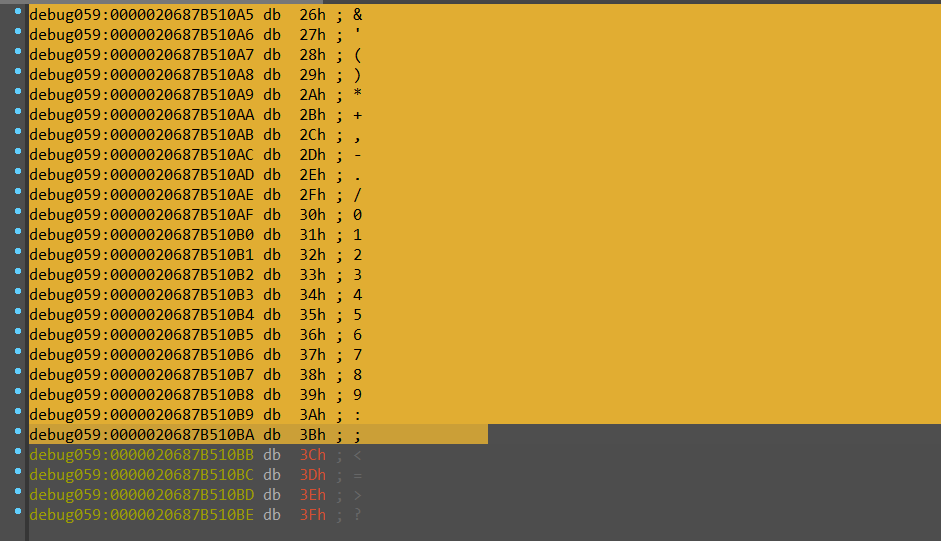 debug059:0000020687B510A5 db  26h ; &
debug059:0000020687B510A6 db  27h ; '
debug059:0000020687B510A7 db  28h ; (
debug059:0000020687B510A8 db  29h ; )
debug059:0000020687B510A9 db  2Ah ; *
debug059:0000020687B510AA db  2Bh ; +
debug059:0000020687B510AB db  2Ch ; ,
debug059:0000020687B510AC db  2Dh ; -
debug059:0000020687B510AD db  2Eh ; .
debug059:0000020687B510AE db  2Fh ; /
debug059:0000020687B510AF db  30h ; 0
debug059:0000020687B510B0 db  31h ; 1
debug059:0000020687B510B1 db  32h ; 2
debug059:0000020687B510B2 db  33h ; 3
debug059:0000020687B510B3 db  34h ; 4
debug059:0000020687B510B4 db  35h ; 5
debug059:0000020687B510B5 db  36h ; 6
debug059:0000020687B510B6 db  37h ; 7
debug059:0000020687B510B7 db  38h ; 8
debug059:0000020687B510B8 db  39h ; 9
debug059:0000020687B510B9 db  3Ah ; :
debug059:0000020687B510BA db  3Bh ; ;
debug059:0000020687B510BB db  3Ch ; <
debug059:0000020687B510BC db  3Dh ; =
debug059:0000020687B510BD db  3Eh ; >
debug059:0000020687B510BE db  3Fh ; ?